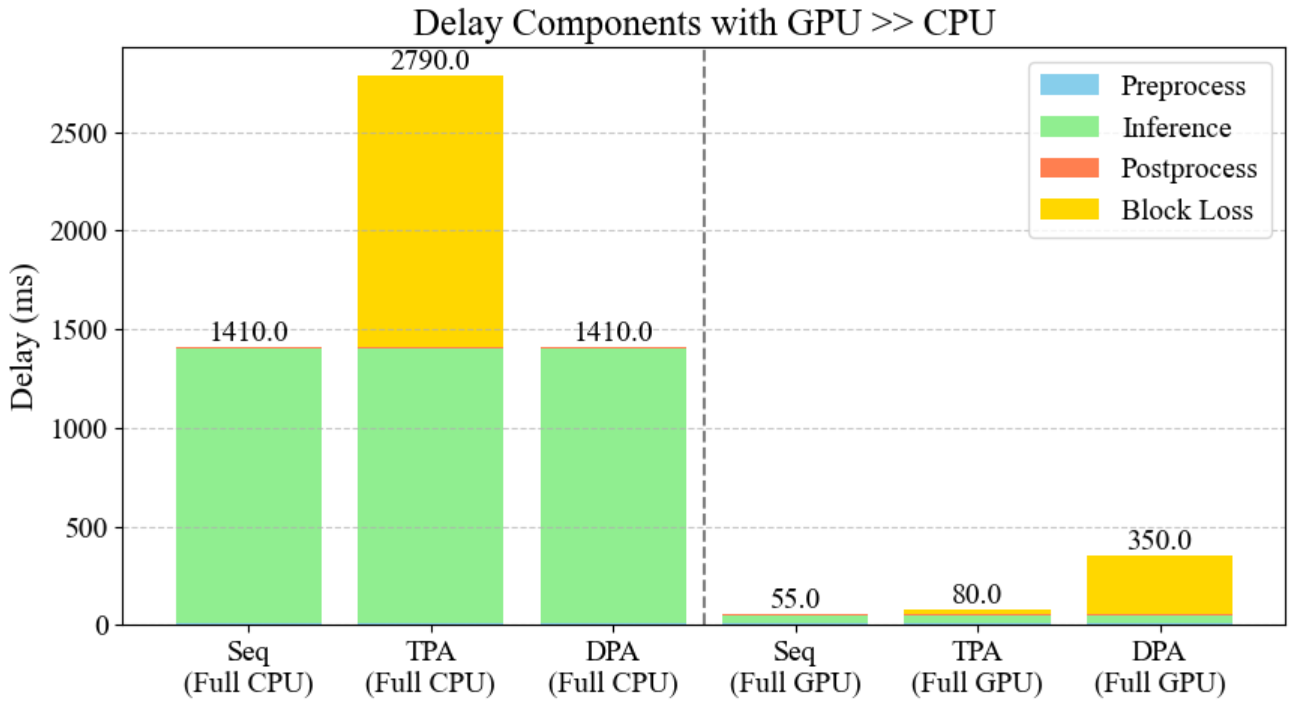 Delay Components with GPU >> CPU
Delay (ms)
2500
2000
1500
1000
500
0
2790.0
1410.0
1410.0
55.0
80.0
350.0
Preprocess
Inference
Postprocess
Block Loss
Seq
(Full CPU)
TPA
(Full CPU)
DPA
(Full CPU)
Seq
(Full GPU)
TPA
(Full GPU)
DPA
(Full GPU)